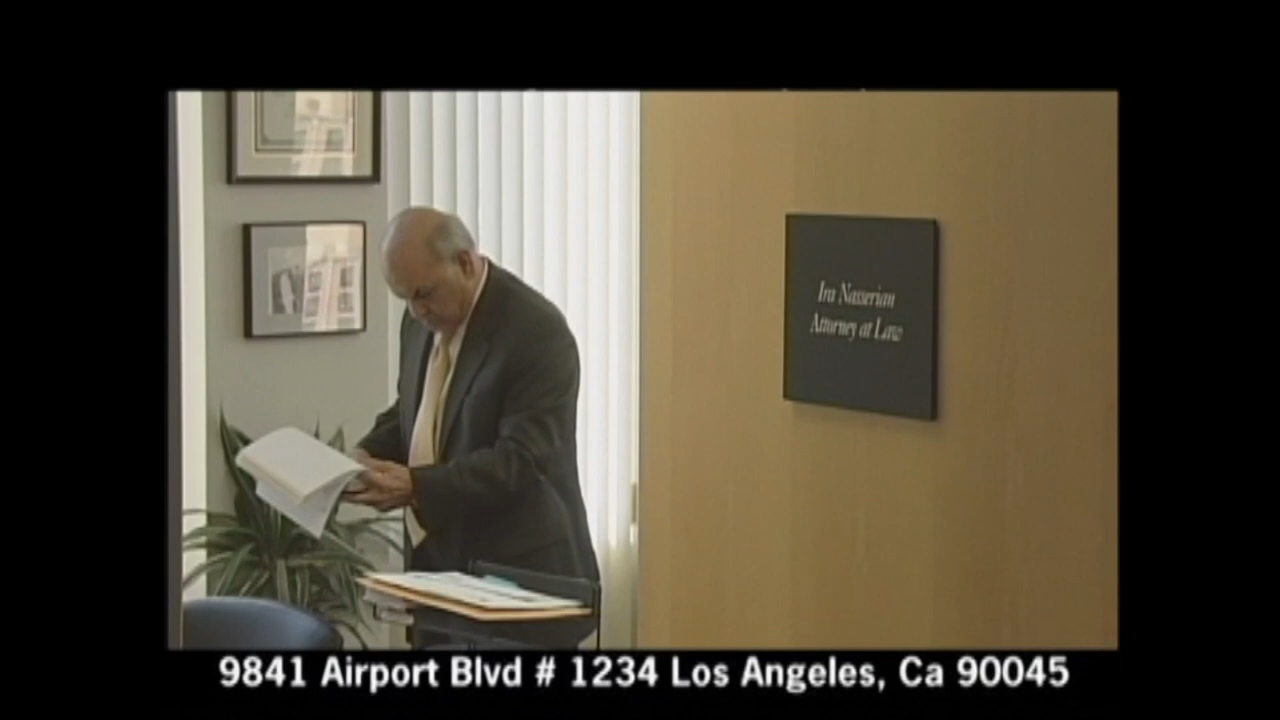 Ira Nasserian
Attorney at Law
9841 Airport Blvd # 1234 Los Angeles, Ca 90045